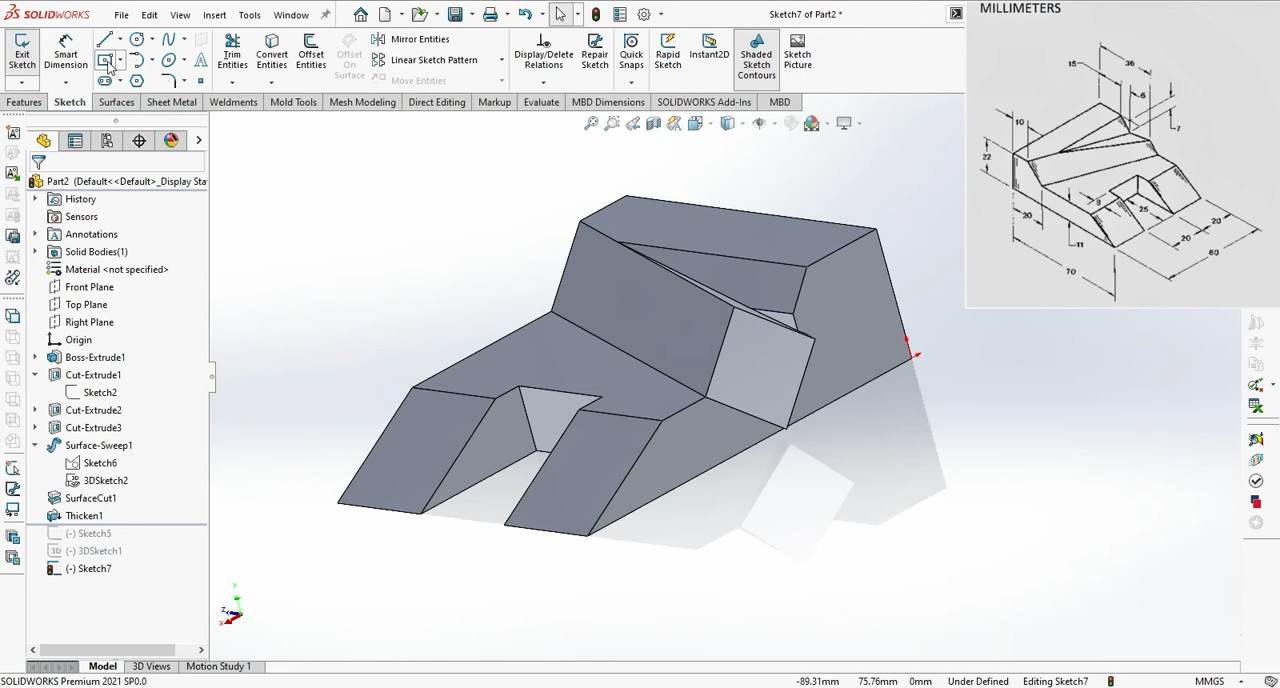 SOLIDWORKS File Edit View Insert Tools Window Sketch7 of Part2 *
Exit Sketch Smart Dimension Trim Entities Convert Entities Offset Entities Offset On Surface Mirror Entities Linear Sketch Pattern Move Entities Display/Delete Relations Repair Sketch Quick Snaps Rapid Sketch Instant2D Shaded Sketch Contours Sketch Picture
Features Sketch Surfaces Sheet Metal Weldments Mold Tools Mesh Modeling Direct Editing Markup Evaluate MBD Dimensions SOLIDWORKS Add-Ins MBD
MILLIMETERS
36
15
6
7
10
22
8
25
20
20
20
11
60
70
Part2 (Default<<Default>_Display Sta
History
Sensors
Annotations
Solid Bodies(1)
Material <not specified>
Front Plane
Top Plane
Right Plane
Origin
Boss-Extrude1
Cut-Extrude1
Sketch2
Cut-Extrude2
Cut-Extrude3
Surface-Sweep1
Sketch6
3DSketch2
SurfaceCut1
Thicken1
(-) Sketch5
(-) 3DSketch1
(-) Sketch7
Y
Z
X
Model 3D Views Motion Study 1
SOLIDWORKS Premium 2021 SP0.0 -89.31mm 75.76mm 0mm Under Defined Editing Sketch7 MMGS